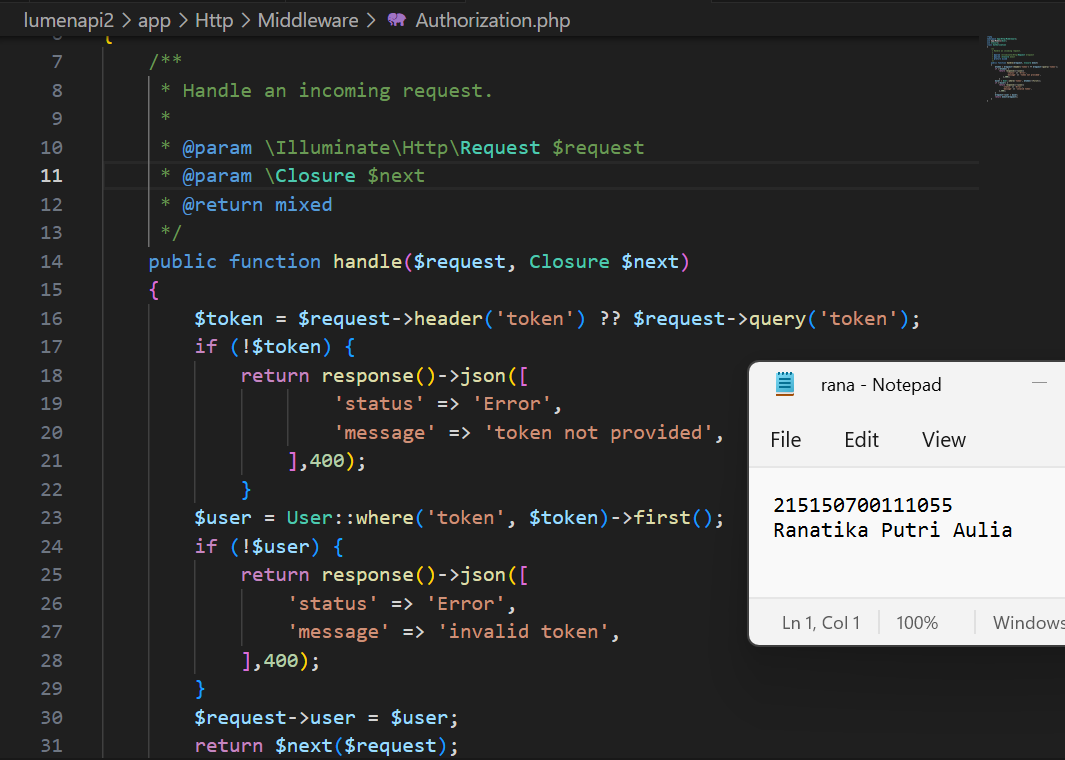 lumenapi2 > app > Http > Middleware > Authorization.php
6 {
7 /**
8 * Handle an incoming request.
9 *
10 * @param \Illuminate\Http\Request $request
11 * @param \Closure $next
12 * @return mixed
13 */
14 public function handle($request, Closure $next)
15 {
16 $token = $request->header('token') ?? $request->query('token');
17 if (!$token) {
18 return response()->json([
19 'status' => 'Error',
20 'message' => 'token not provided',
21 ],400);
22 }
23 $user = User::where('token', $token)->first();
24 if (!$user) {
25 return response()->json([
26 'status' => 'Error',
27 'message' => 'invalid token',
28 ],400);
29 }
30 $request->user = $user;
31 return $next($request);
rana - Notepad
File Edit View
215150700111055
Ranatika Putri Aulia
Ln 1, Col 1 100% Windows